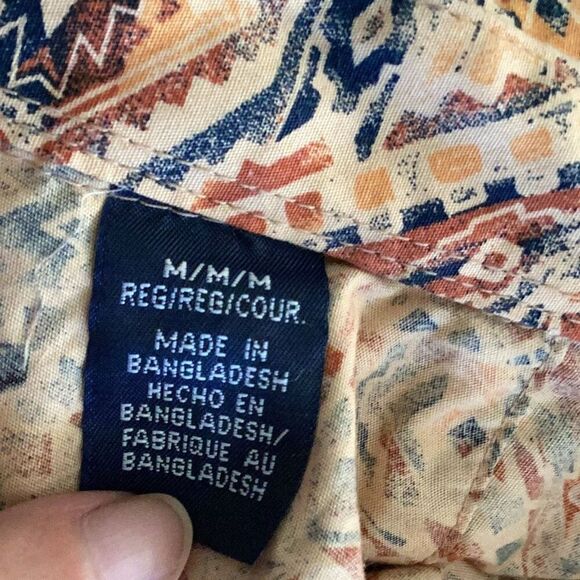 M/M/M
REG/REG/COUR.
MADE IN
BANGLADESH
HECHO EN
BANGLADESH/
FABRIQUE AU
BANGLADESH